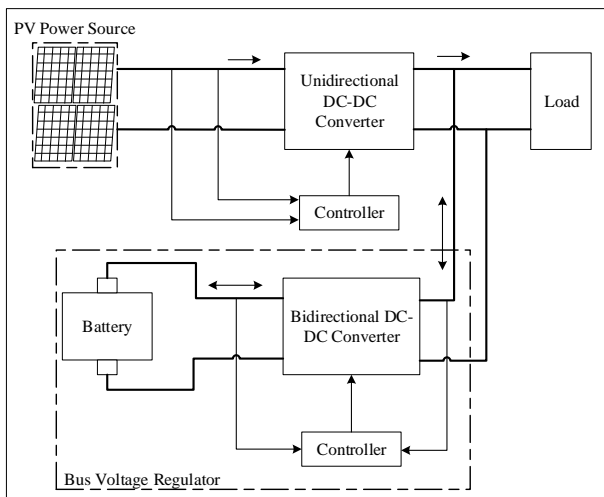 PV Power Source
Unidirectional
DC-DC
Converter
Load
Controller
Battery
Bidirectional DC-
DC Converter
Controller
Bus Voltage Regulator